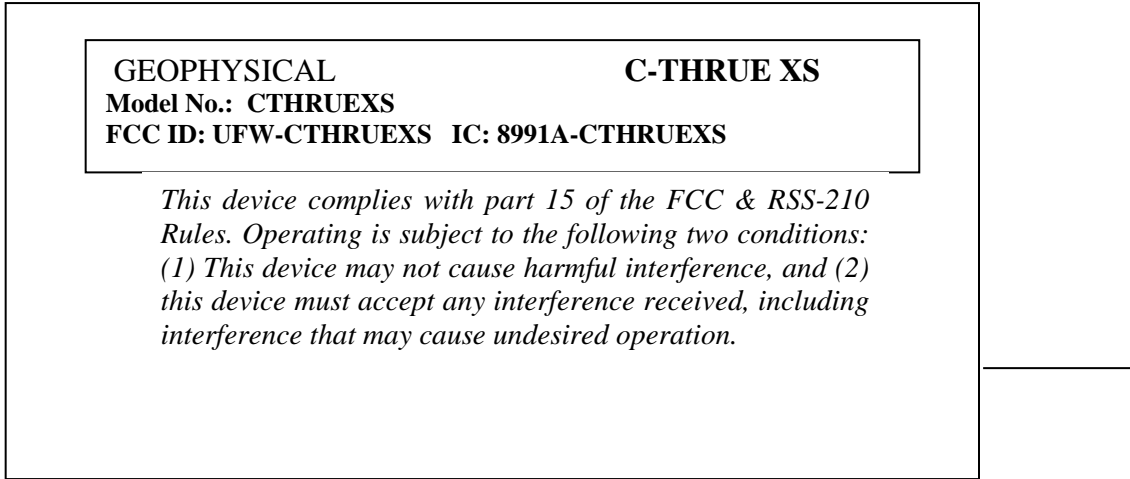 GEOPHYSICAL C-THRUE XS
Model No.: CTHRUEXS
FCC ID: UFW-CTHRUEXS IC: 8991A-CTHRUEXS
This device complies with part 15 of the FCC & RSS-210
Rules. Operating is subject to the following two conditions:
(1) This device may not cause harmful interference, and (2)
this device must accept any interference received, including
interference that may cause undesired operation.